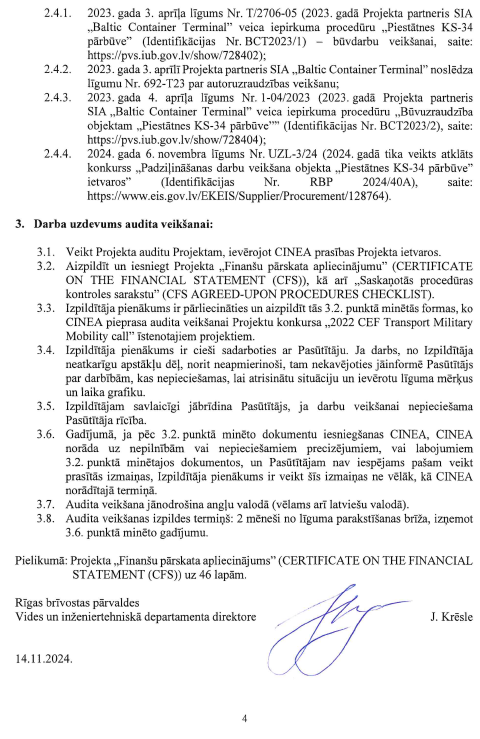 2.4.1. 2023. gada 3. aprīļa līgums Nr. T/2706-05 (2023. gadā Projekta partneris SIA
„Baltic Container Terminal” veica iepirkuma procedūru „Piestātnes KS-34
pārbūve” (Identifikācijas Nr. BCT2023/1) – būvdarbu veikšanai, saite:
https://pvs.iub.gov.lv/show/728402);
2.4.2. 2023.gada 3. aprīlī Projekta partneris SIA „Baltic Container Terminal” noslēdza
līgumu Nr. 692-T23 par autoruzraudzības veikšanu;
2.4.3. 2023.gada 4. aprīļa līgums Nr.1-04/2023 (2023. gadā Projekta partneris
SIA „Baltic Container Terminal” veica iepirkuma procedūru „Būvuzraudzība
objektam „Piestātnes KS-34 pārbūve”” (Identifikācijas Nr. BCT2023/2), saite:
https://pvs.iub.gov.lv/show/728404);
2.4.4. 2024. gada 6. novembra līgums Nr. UZL-3/24 (2024. gadā tika veikts atklāts
konkurss „Padziļināšanas darbu veikšana objekta „Piestātnes KS-34 pārbūve”
ietvaros” (Identifikācijas Nr. RBP 2024/40A), saite:
https://www.eis.gov.lv/EKEIS/Supplier/Procurement/128764).
3. Darba uzdevums audita veikšanai:
3.1. Veikt Projekta auditu Projektam, ievērojot CINEA prasības Projekta ietvaros.
3.2. Aizpildīt un iesniegt Projekta „Finanšu pārskata apliecinājumu” (CERTIFICATE
ON THE FINANCIAL STATEMENT (CFS)), kā arī „Saskaņotās procedūras
kontroles sarakstu” (CFS AGREED-UPON PROCEDURES CHECKLIST).
3.3. Izpildītāja pienākums ir pārliecināties un aizpildīt tās 3.2. punktā minētās formas, ko
CINEA pieprasa audita veikšanai Projektu konkursa „2022 CEF Transport Military
Mobility call” īstenotajiem projektiem.
3.4. Izpildītāja pienākums ir cieši sadarboties ar Pasūtītāju. Ja darbs, no Izpildītāja
neatkarīgu apstākļu dēļ, norit neapmierinoši, tam nekavējoties jāinformē Pasūtītājs
par darbībām, kas nepieciešamas, lai atrisinātu situāciju un ievērotu līguma mērķus
un laika grafiku.
3.5. Izpildītājam savlaicīgi jābrīdina Pasūtītājs, ja darbu veikšanai nepieciešama
Pasūtītāja rīcība.
3.6. Gadījumā, ja pēc 3.2. punktā minēto dokumentu iesniegšanas CINEA, CINEA
norāda uz nepilnībām vai nepieciešamiem precizējumiem, vai labojumiem
3.2. punktā minētajos dokumentos, un Pasūtītājam nav iespējams pašam veikt
prasītās izmaiņas, Izpildītāja pienākums ir veikt šīs izmaiņas ne vēlāk, kā CINEA
norādītajā termiņā.
3.7. Audita veikšana jānodrošina angļu valodā (vēlams arī latviešu valodā).
3.8. Audita veikšanas izpildes termiņš: 2 mēneši no līguma parakstīšanas brīža, izņemot
3.6. punktā minēto gadījumu.
Pielikumā: Projekta „Finanšu pārskata apliecinājums” (CERTIFICATE ON THE FINANCIAL
STATEMENT (CFS)) uz 46 lapām.
Rīgas brīvostas pārvaldes
Vides un inženiertehniskā departamenta direktore J. Krēsle
14.11.2024.
4